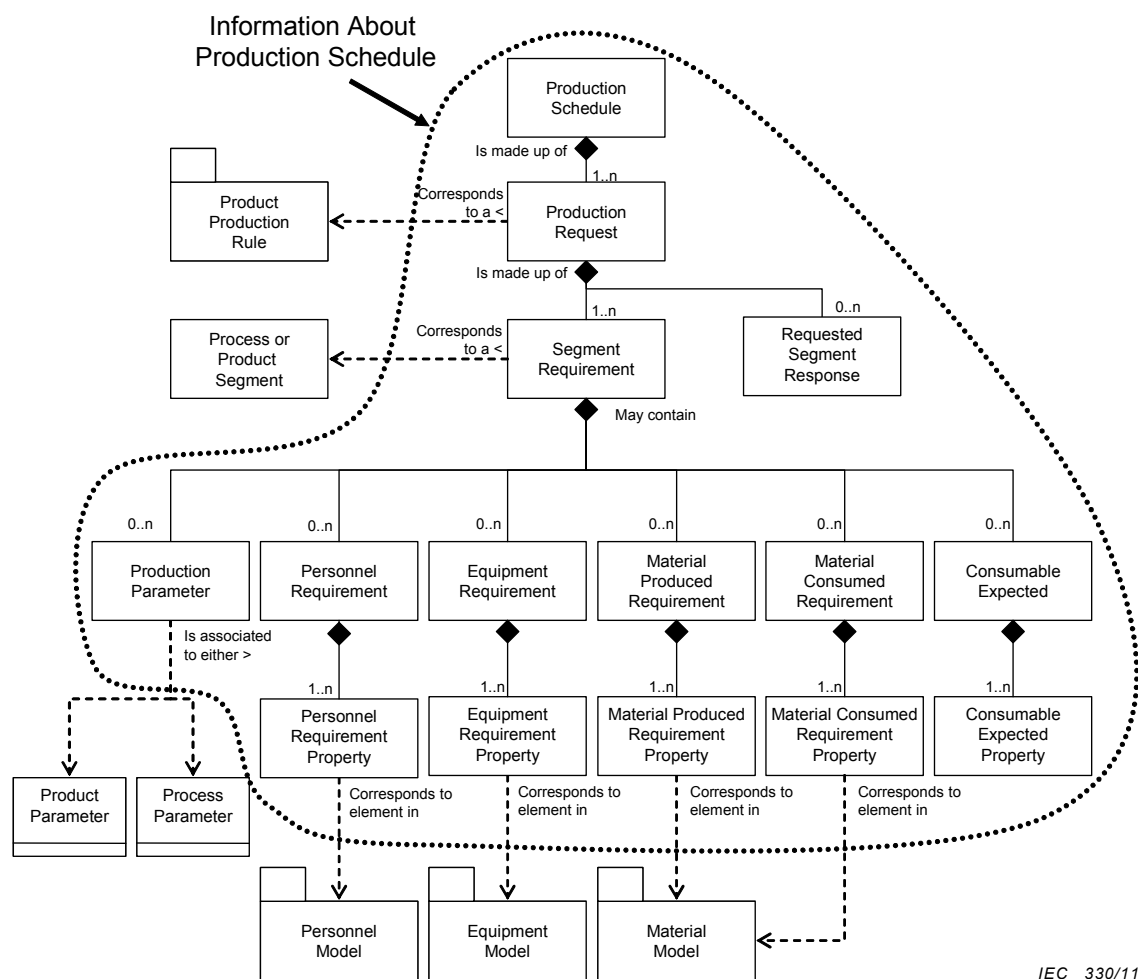 Information About
Production Schedule
Production
Schedule
Is made up of
1..n
Product
Production
Rule
Corresponds
to a <
Production
Request
Is made up of
1..n
0..n
Process or
Product
Segment
Corresponds
to a <
Segment
Requirement
Requested
Segment
Response
May contain
0..n
0..n
0..n
0..n
0..n
0..n
Production
Parameter
Personnel
Requirement
Equipment
Requirement
Material
Produced
Requirement
Material
Consumed
Requirement
Consumable
Expected
Is associated
to either >
1..n
1..n
1..n
1..n
1..n
Personnel
Requirement
Property
Equipment
Requirement
Property
Material Produced
Requirement
Property
Material Consumed
Requirement
Property
Consumable
Expected
Property
Product
Parameter
Process
Parameter
Corresponds to
element in
Corresponds to
element in
Corresponds to
element in
Corresponds to
element in
Personnel
Model
Equipment
Model
Material
Model
IEC 330/11